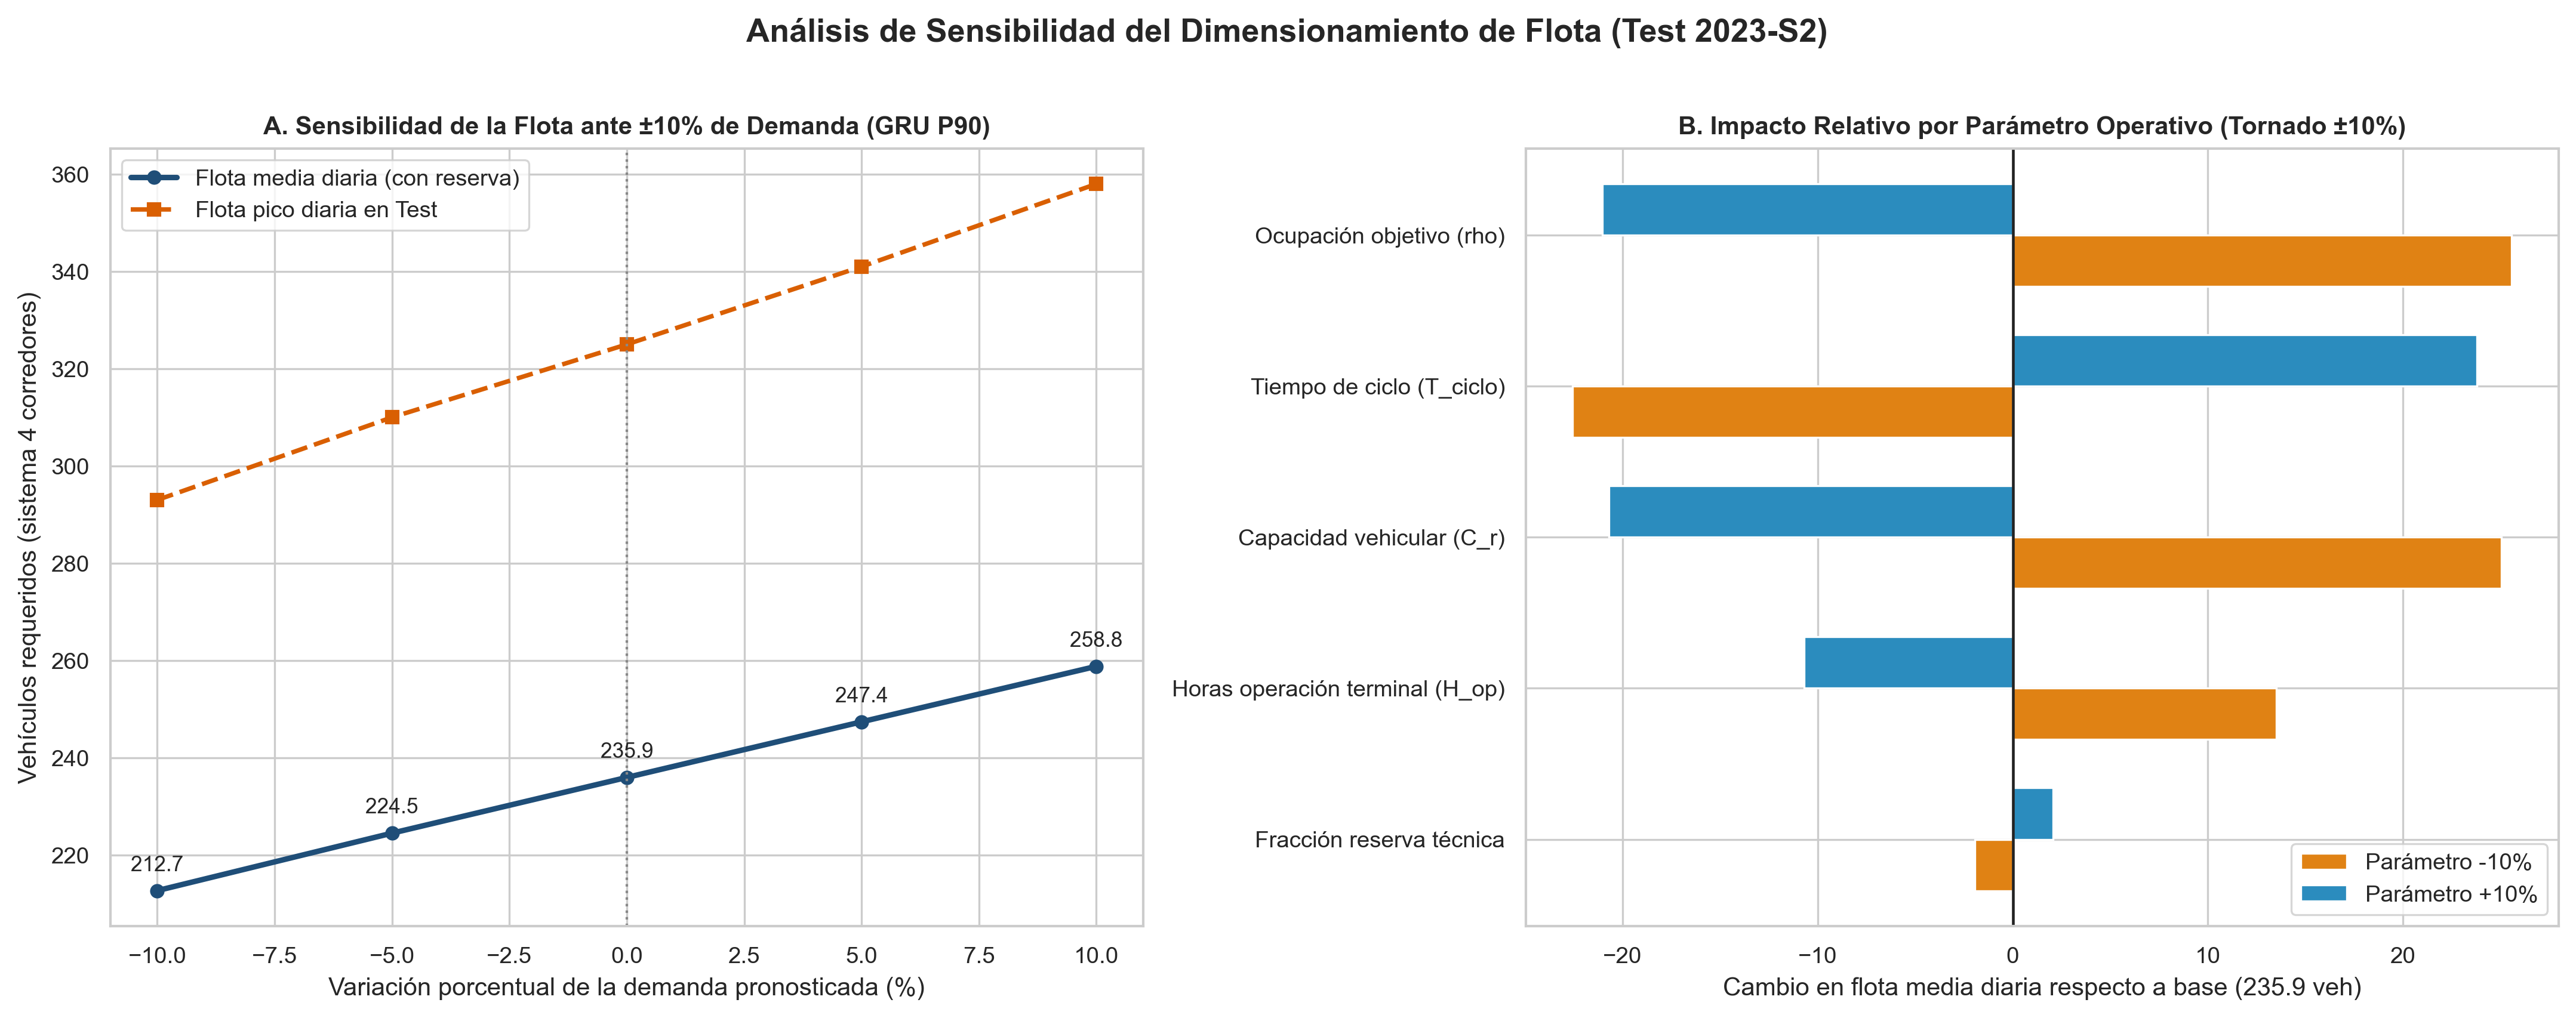 Análisis de Sensibilidad del Dimensionamiento de Flota (Test 2023-S2)
A. Sensibilidad de la Flota ante ±10% de Demanda (GRU P90)
Flota media diaria (con reserva)
Flota pico diaria en Test
Vehículos requeridos (sistema 4 corredores)
360
340
320
300
280
260
240
220
212.7
224.5
235.9
247.4
258.8
−10.0
−7.5
−5.0
−2.5
0.0
2.5
5.0
7.5
10.0
Variación porcentual de la demanda pronosticada (%)
B. Impacto Relativo por Parámetro Operativo (Tornado ±10%)
Ocupación objetivo (rho)
Tiempo de ciclo (T_ciclo)
Capacidad vehicular (C_r)
Horas operación terminal (H_op)
Fracción reserva técnica
Parámetro -10%
Parámetro +10%
−20
−10
0
10
20
Cambio en flota media diaria respecto a base (235.9 veh)